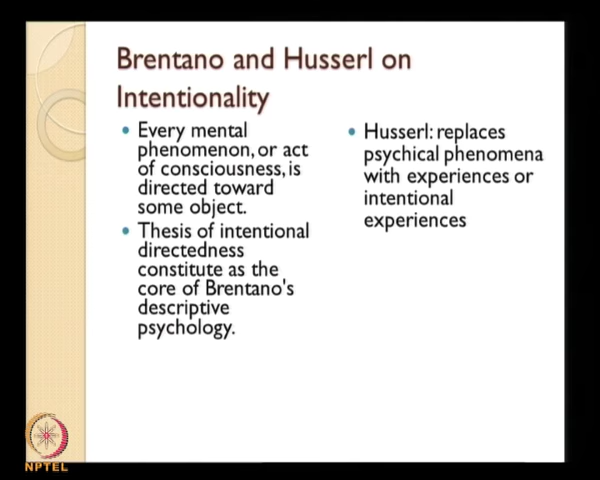 Brentano and Husserl on
Intentionality
• Every mental
phenomenon, or act
of consciousness, is
directed toward
some object.
• Thesis of intentional
directedness
constitute as the
core of Brentano's
descriptive
psychology.
• Husserl: replaces
psychical phenomena
with experiences or
intentional
experiences
NPTEL